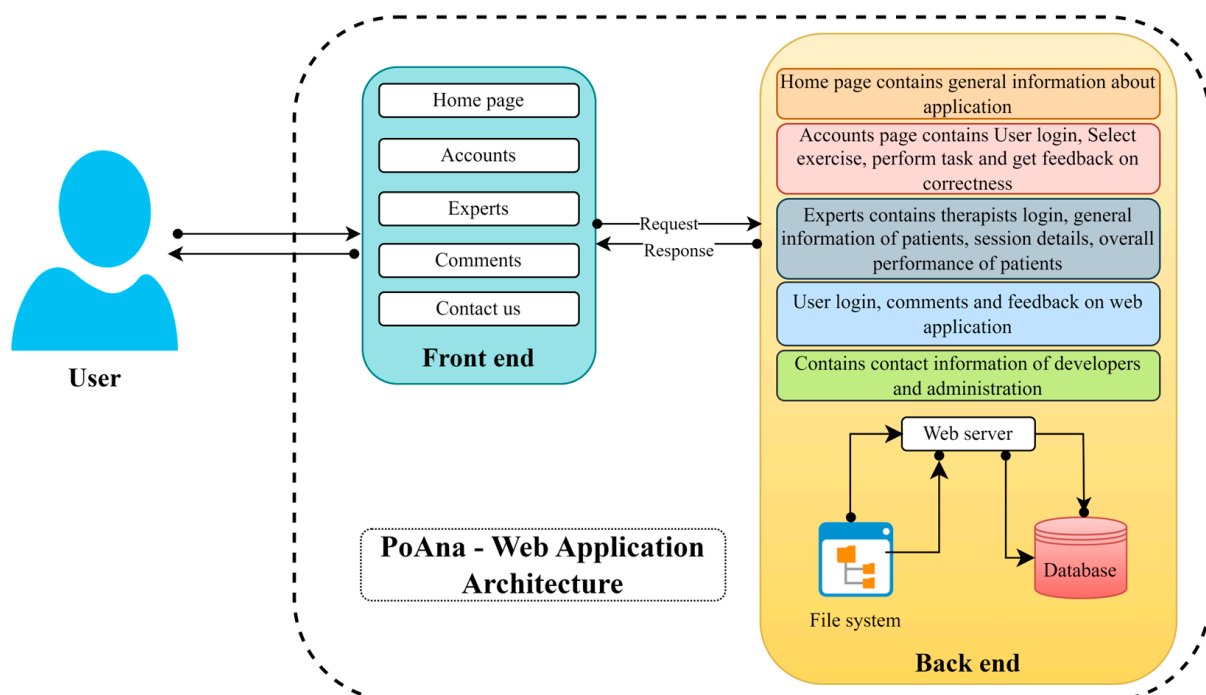 User
Home page
Accounts
Experts
Comments
Contact us
Front end
Request
Response
Home page contains general information about
application
Accounts page contains User login, Select
exercise, perform task and get feedback on
correctness
Experts contains therapists login, general
information of patients, session details, overall
performance of patients
User login, comments and feedback on web
application
Contains contact information of developers
and administration
Web server
File system
Database
Back end
PoAna - Web Application
Architecture